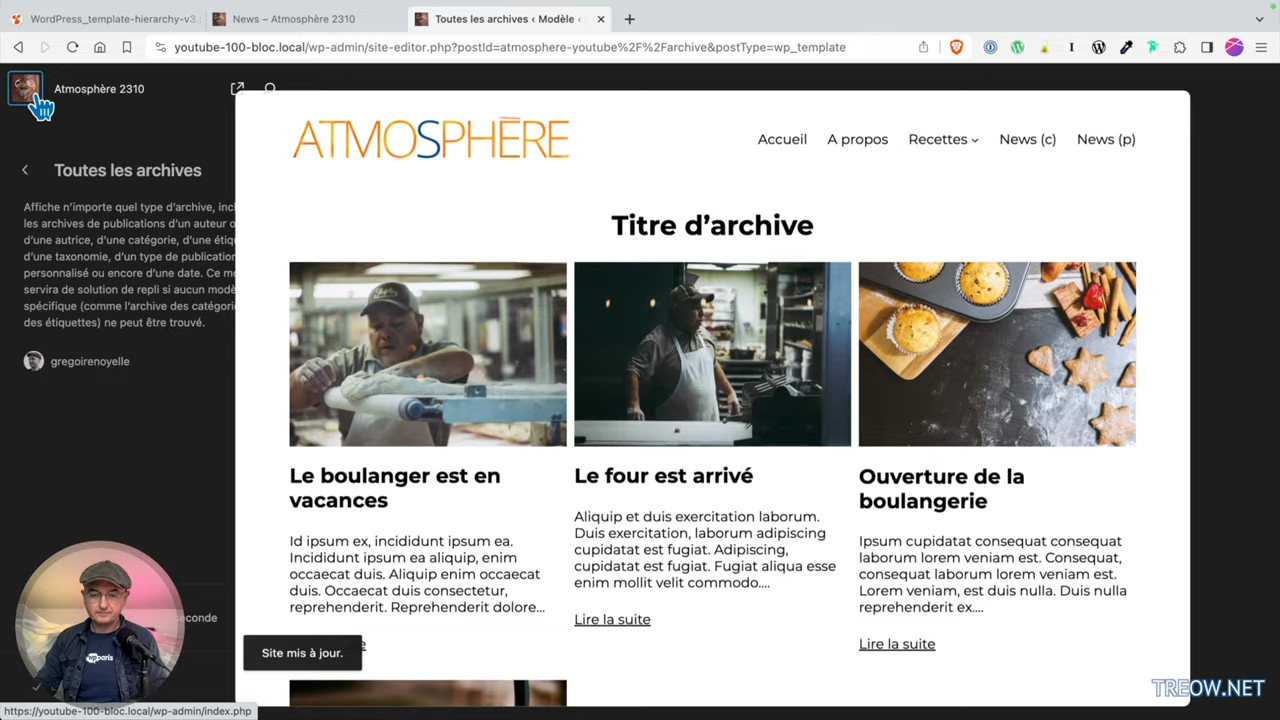 WordPress_template-hierarchy-v3.
News – Atmosphère 2310
Toutes les archives ‹ Modèle ‹
youtube-100-bloc.local/wp-admin/site-editor.php?postId=atmosphere-youtube%2F%2Farchive&postType=wp_template
Atmosphère 2310
ATMOSPHÈRE
Accueil
A propos
Recettes
News (c)
News (p)
Toutes les archives
Affiche n'importe quel type d'archive, incl
les archives de publications d'un auteur o
d'une autrice, d'une catégorie, d'une étiq
d'une taxonomie, d'un type de publication
personnalisé ou encore d'une date. Ce mo
servira de solution de repli si aucun modè
spécifique (comme l'archive des catégorie
des étiquettes) ne peut être trouvé.
gregoirenoyelle
Titre d'archive
Le boulanger est en
vacances
Id ipsum ex, incididunt ipsum ea.
Incididunt ipsum ea aliquip, enim
occaecat duis. Aliquip enim occaecat
duis. Occaecat duis consectetur,
reprehenderit. Reprehenderit dolore…
Le four est arrivé
Aliquip et duis exercitation laborum.
Duis exercitation, laborum adipiscing
cupidatat est fugiat. Adipiscing,
cupidatat est fugiat. Fugiat aliqua esse
enim mollit velit commodo.…
Lire la suite
Ouverture de la
boulangerie
Ipsum cupidatat consequat consequat
laborum lorem veniam est. Consequat,
consequat laborum lorem veniam est.
Lorem veniam, est duis nulla. Duis nulla
reprehenderit ex.…
Lire la suite
seconde
Site mis à jour.
wpparis
https://youtube-100-bloc.local/wp-admin/index.php
TREOW.NET